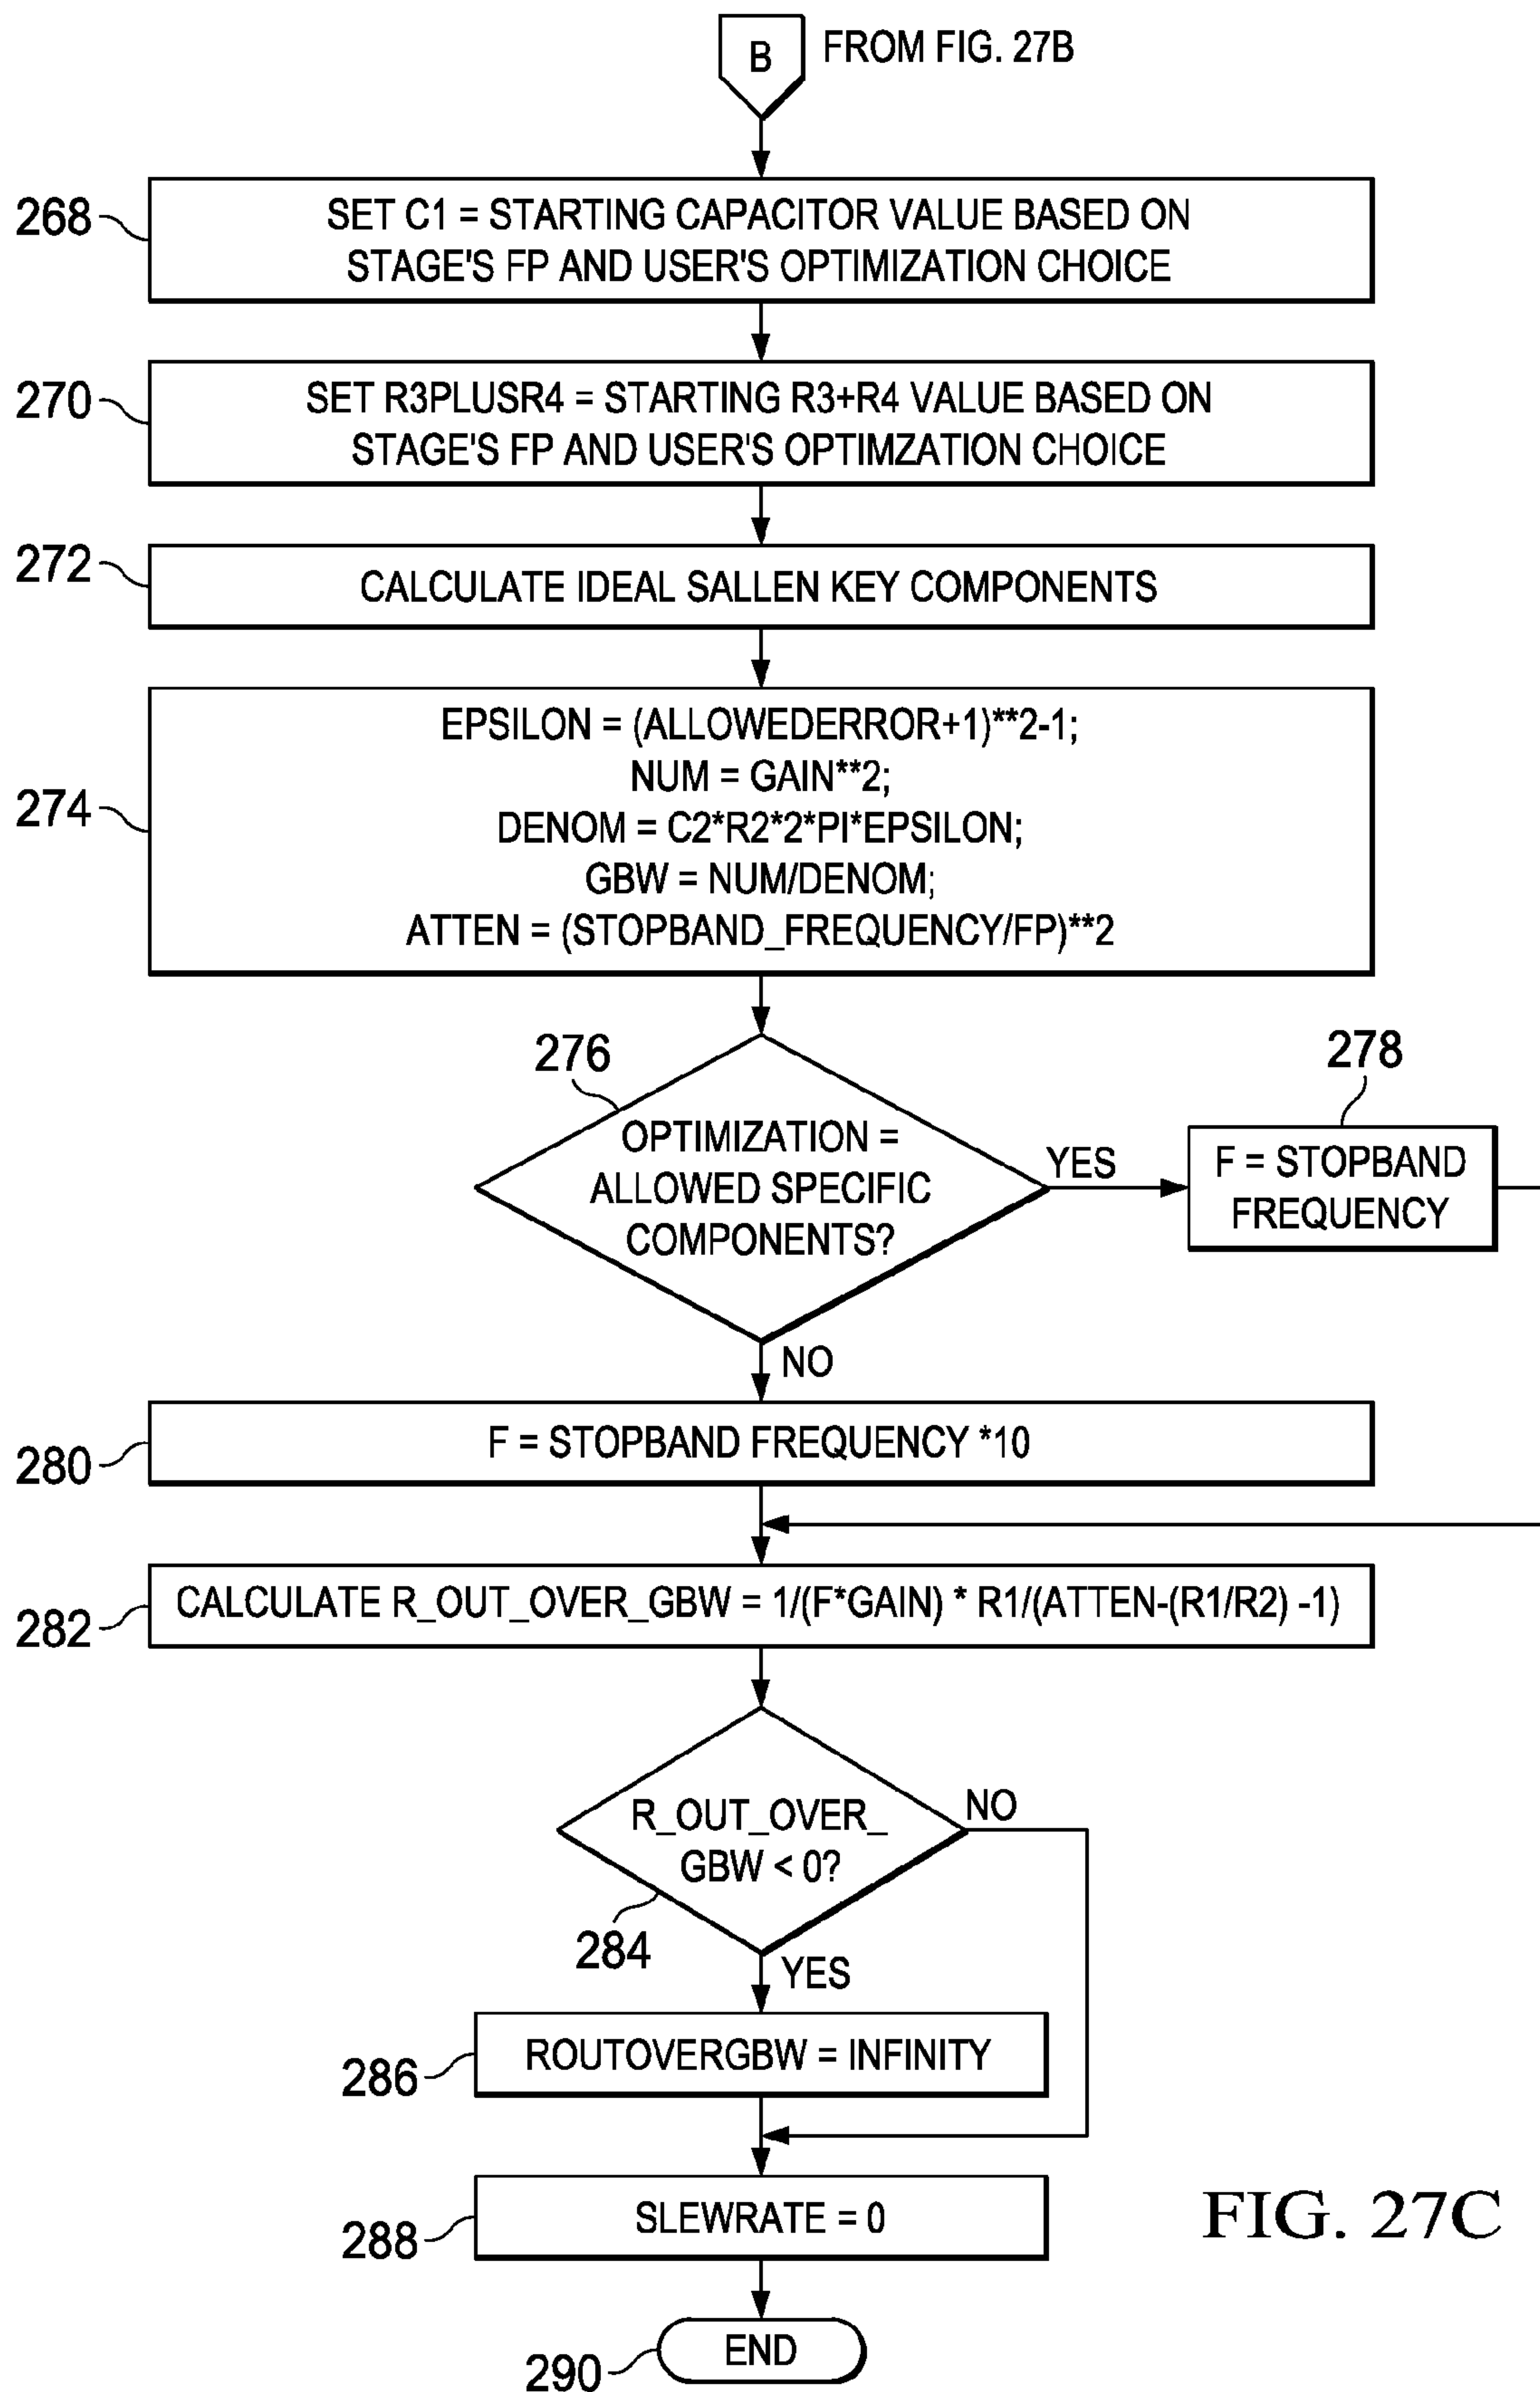 B
FROM FIG. 27B
268
SET C1 = STARTING CAPACITOR VALUE BASED ON
STAGE'S FP AND USER'S OPTIMIZATION CHOICE
270
SET R3PLUSR4 = STARTING R3+R4 VALUE BASED ON
STAGE'S FP AND USER'S OPTIMZATION CHOICE
272
CALCULATE IDEAL SALLEN KEY COMPONENTS
274
EPSILON = (ALLOWEDERROR+1)**2-1;
NUM = GAIN**2;
DENOM = C2*R2*2*PI*EPSILON;
GBW = NUM/DENOM;
ATTEN = (STOPBAND_FREQUENCY/FP)**2
276
OPTIMIZATION =
ALLOWED SPECIFIC
COMPONENTS?
YES
278
F = STOPBAND
FREQUENCY
NO
280
F = STOPBAND FREQUENCY *10
282
CALCULATE R_OUT_OVER_GBW = 1/(F*GAIN) * R1/(ATTEN-(R1/R2) -1)
R_OUT_OVER_
GBW < 0?
NO
284
YES
286
ROUTOVERGBW = INFINITY
288
SLEWRATE = 0
290
END
FIG. 27C